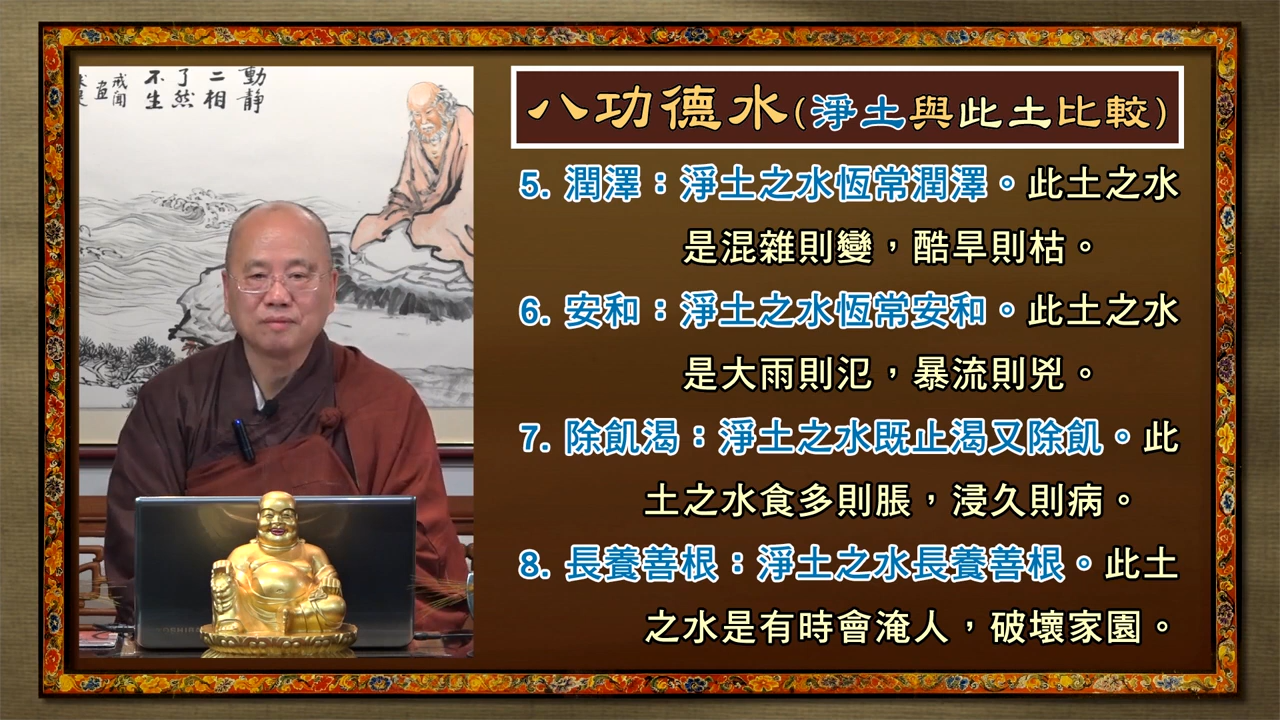 動靜
二相
了然
不生
戒聞
畫
八功德水(淨土與此土比較)
5. 潤澤：淨土之水恆常潤澤。此土之水
是混雜則變，酷旱則枯。
6. 安和：淨土之水恆常安和。此土之水
是大雨則氾，暴流則兇。
7. 除飢渴：淨土之水既止渴又除飢。此
土之水食多則脹，浸久則病。
8. 長養善根：淨土之水長養善根。此土
之水是有時會淹人，破壞家園。
TOSHIBA